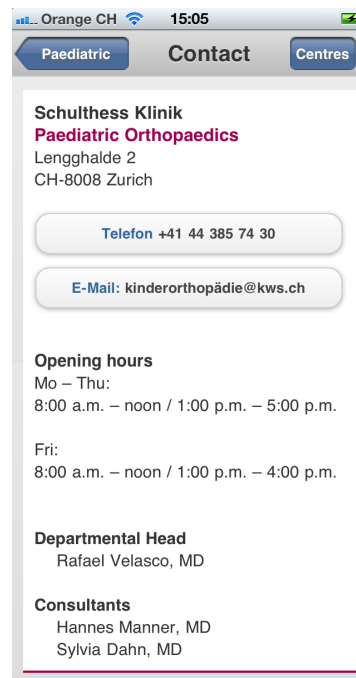 Orange CH 15:05
Paediatric Contact Centres
Schulthess Klinik
Paediatric Orthopaedics
Lengghalde 2
CH-8008 Zurich
Telefon +41 44 385 74 30
E-Mail: kinderorthopädie@kws.ch
Opening hours
Mo – Thu:
8:00 a.m. – noon / 1:00 p.m. – 5:00 p.m.
Fri:
8:00 a.m. – noon / 1:00 p.m. – 4:00 p.m.
Departmental Head
Rafael Velasco, MD
Consultants
Hannes Manner, MD
Sylvia Dahn, MD